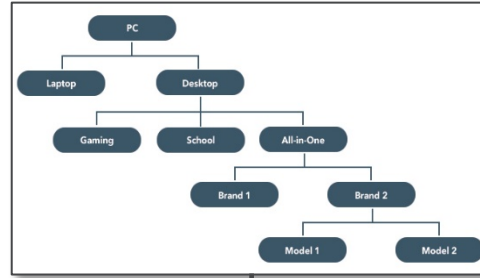 PC
Laptop
Desktop
Gaming
School
All-in-One
Brand 1
Brand 2
Model 1
Model 2